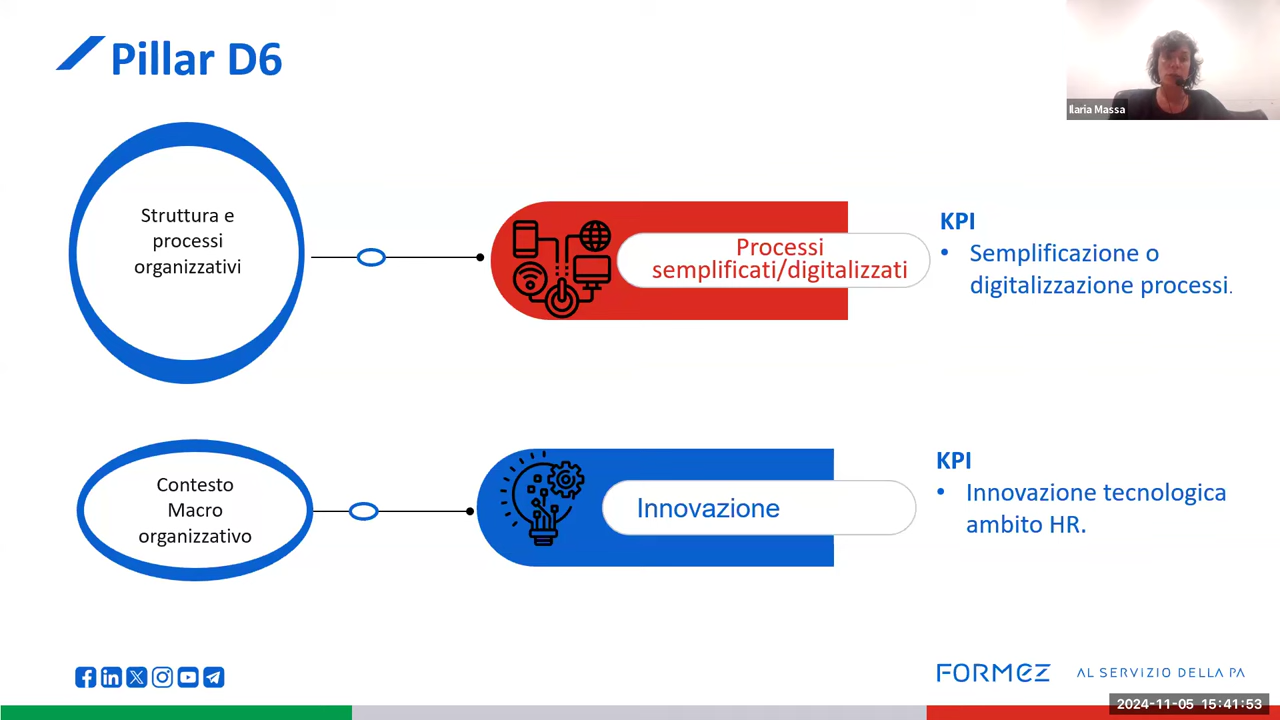 Pillar D6
Ilaria Massa
Struttura e
processi
organizzativi
Processi
semplificati/digitalizzati
KPI
• Semplificazione o
digitalizzazione processi.
Contesto
Macro
organizzativo
Innovazione
KPI
• Innovazione tecnologica
ambito HR.
FORMEZ
AL SERVIZIO DELLA PA
2024-11-05 15:41:53